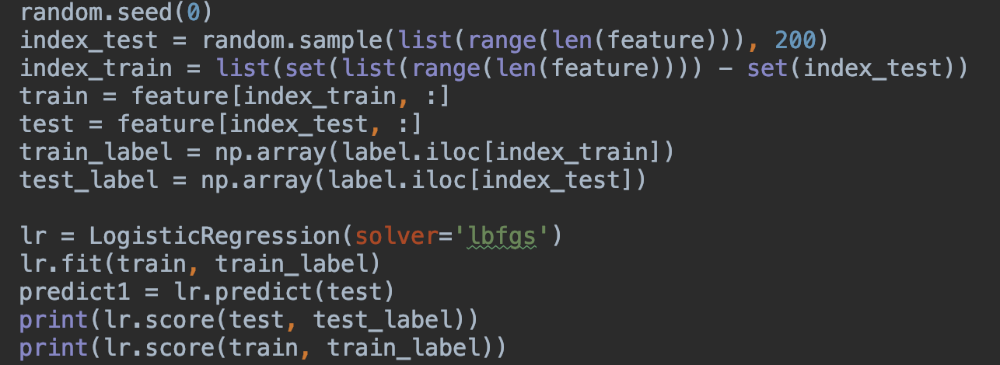 random.seed(0)
index_test = random.sample(list(range(len(feature))), 200)
index_train = list(set(list(range(len(feature)))) - set(index_test))
train = feature[index_train, :]
test = feature[index_test, :]
train_label = np.array(label.iloc[index_train])
test_label = np.array(label.iloc[index_test])
lr = LogisticRegression(solver='lbfgs')
lr.fit(train, train_label)
predict1 = lr.predict(test)
print(lr.score(test, test_label))
print(lr.score(train, train_label))